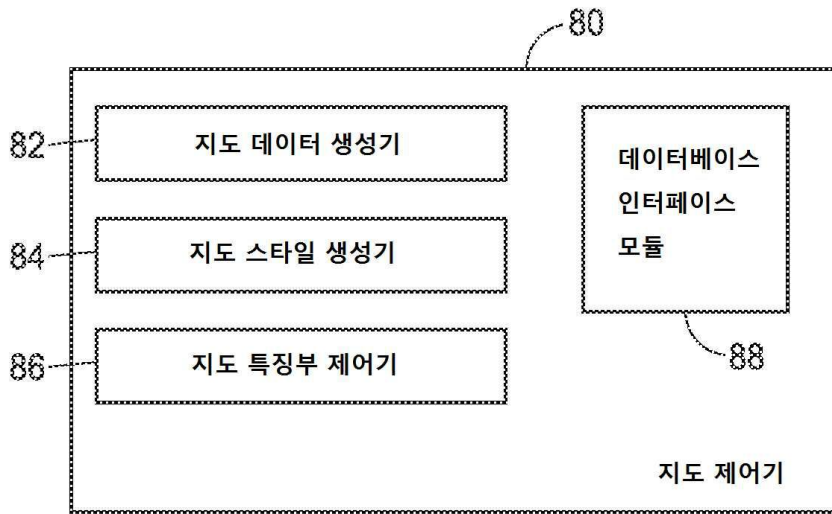 80
82
지도 데이터 생성기
데이터베이스
인터페이스
모듈
84
지도 스타일 생성기
86
지도 특징부 제어기
88
지도 제어기